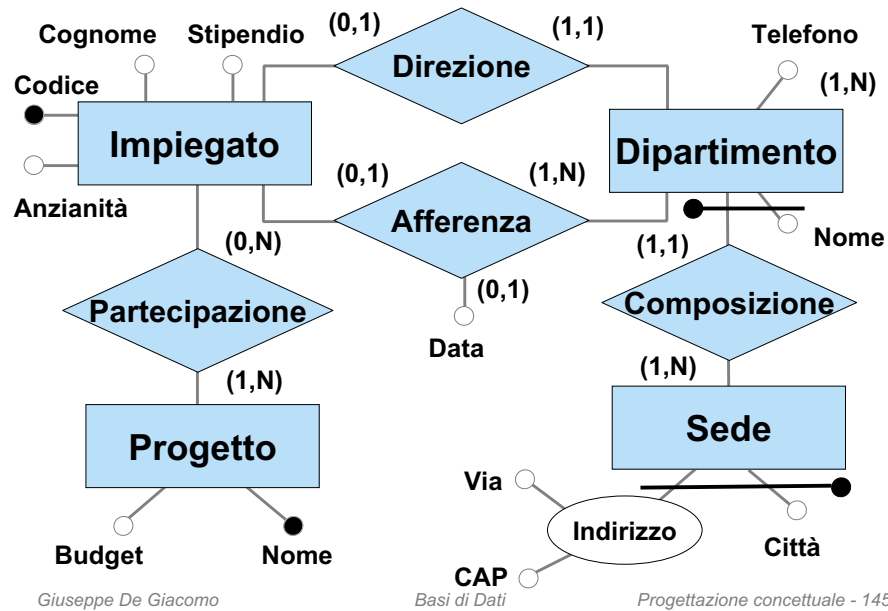 Cognome
Stipendio
(0,1)
(1,1)
Telefono
Codice
Direzione
(1,N)
Impiegato
Dipartimento
Anzianità
(0,1)
(1,N)
Afferenza
Nome
(0,N)
(1,1)
(0,1)
Partecipazione
Composizione
Data
(1,N)
(1,N)
Progetto
Sede
Via
Indirizzo
Città
Budget
Nome
CAP
Giuseppe De Giacomo
Basi di Dati
Progettazione concettuale - 145